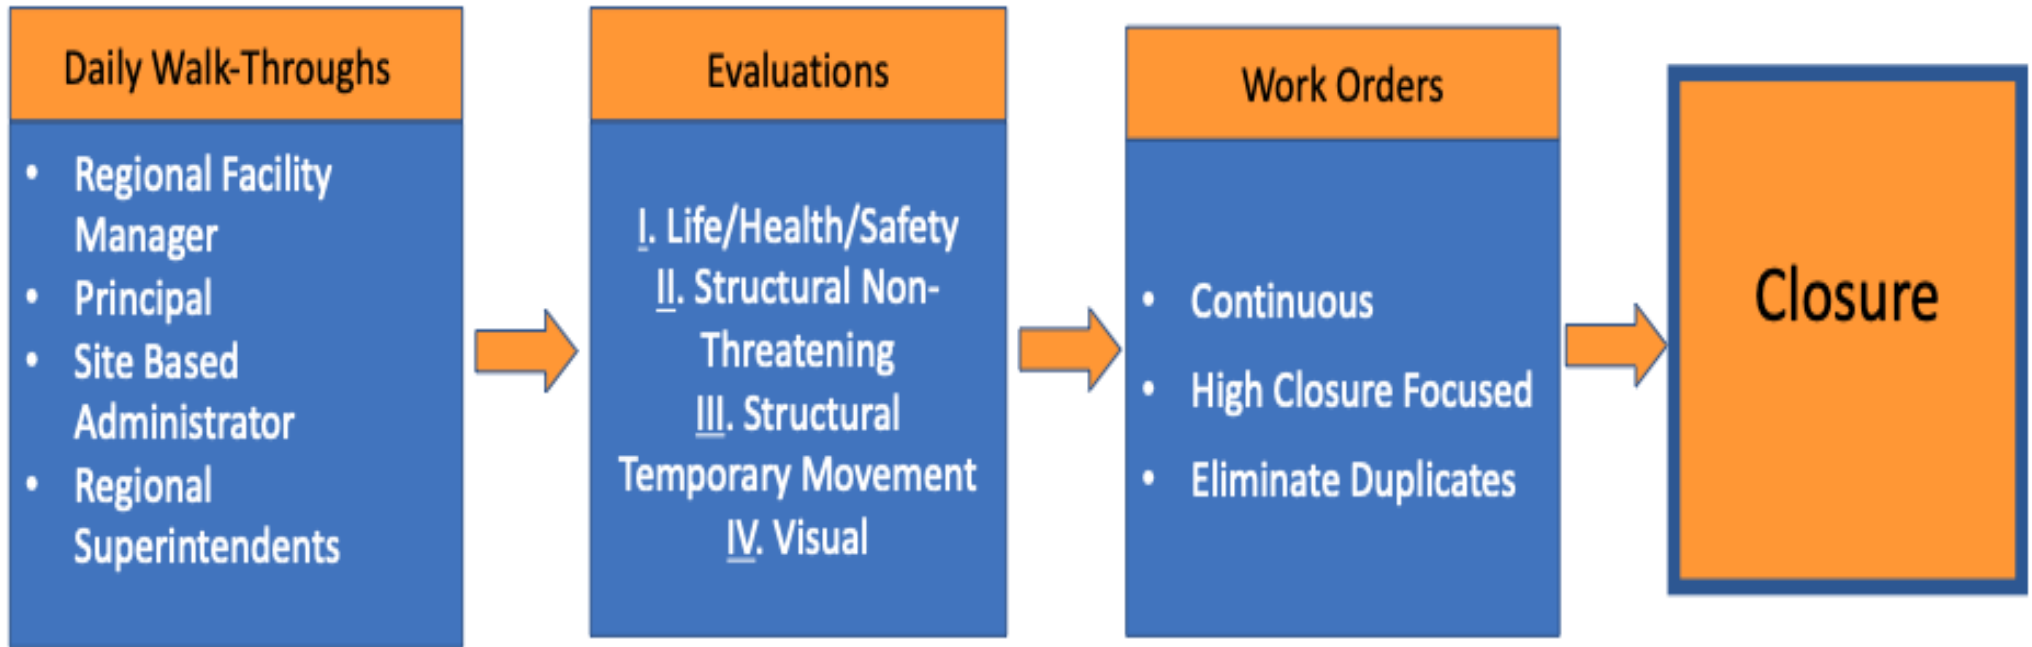 Daily Walk-Throughs
• Regional Facility
Manager
• Principal
• Site Based
Administrator
• Regional
Superintendents
Evaluations
I. Life/Health/Safety
II. Structural Non-
Threatening
III. Structural
Temporary Movement
IV. Visual
Work Orders
• Continuous
• High Closure Focused
• Eliminate Duplicates
Closure